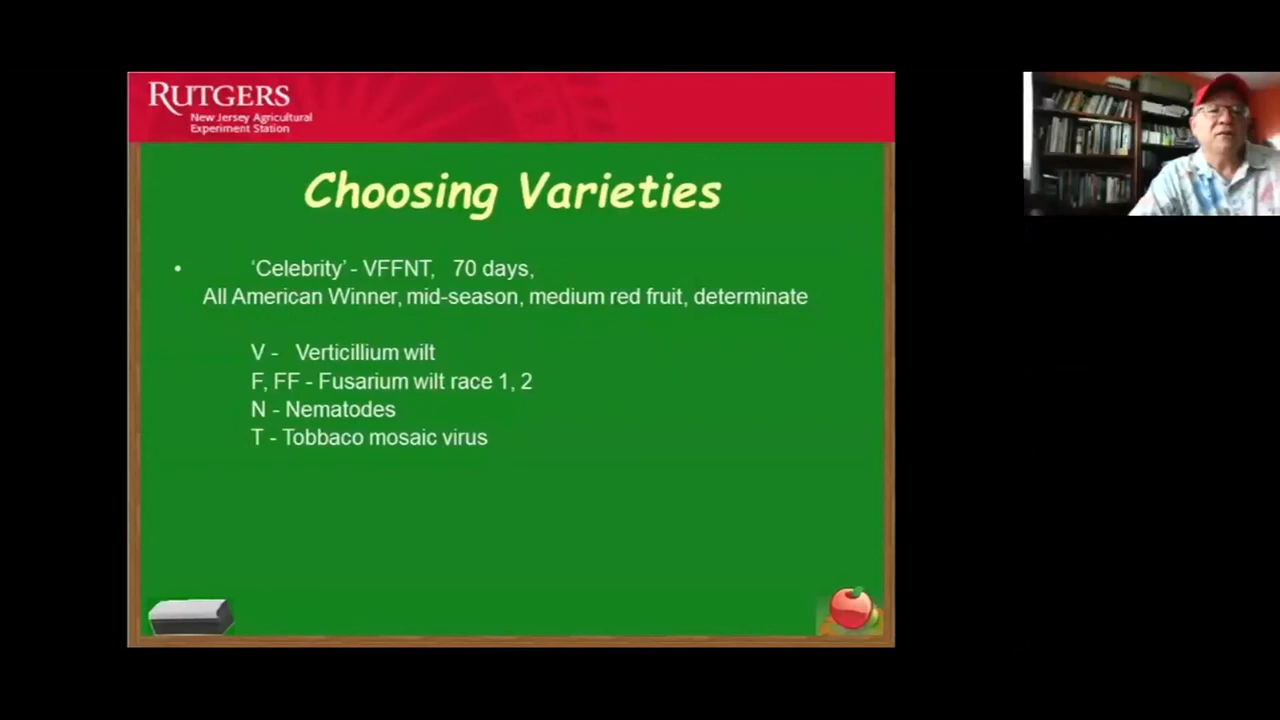 RUTGERS
New Jersey Agricultural
Experiment Station
Choosing Varieties
• ‘Celebrity’ - VFFNT, 70 days,
All American Winner, mid-season, medium red fruit, determinate
V - Verticillium wilt
F, FF - Fusarium wilt race 1, 2
N - Nematodes
T - Tobbaco mosaic virus